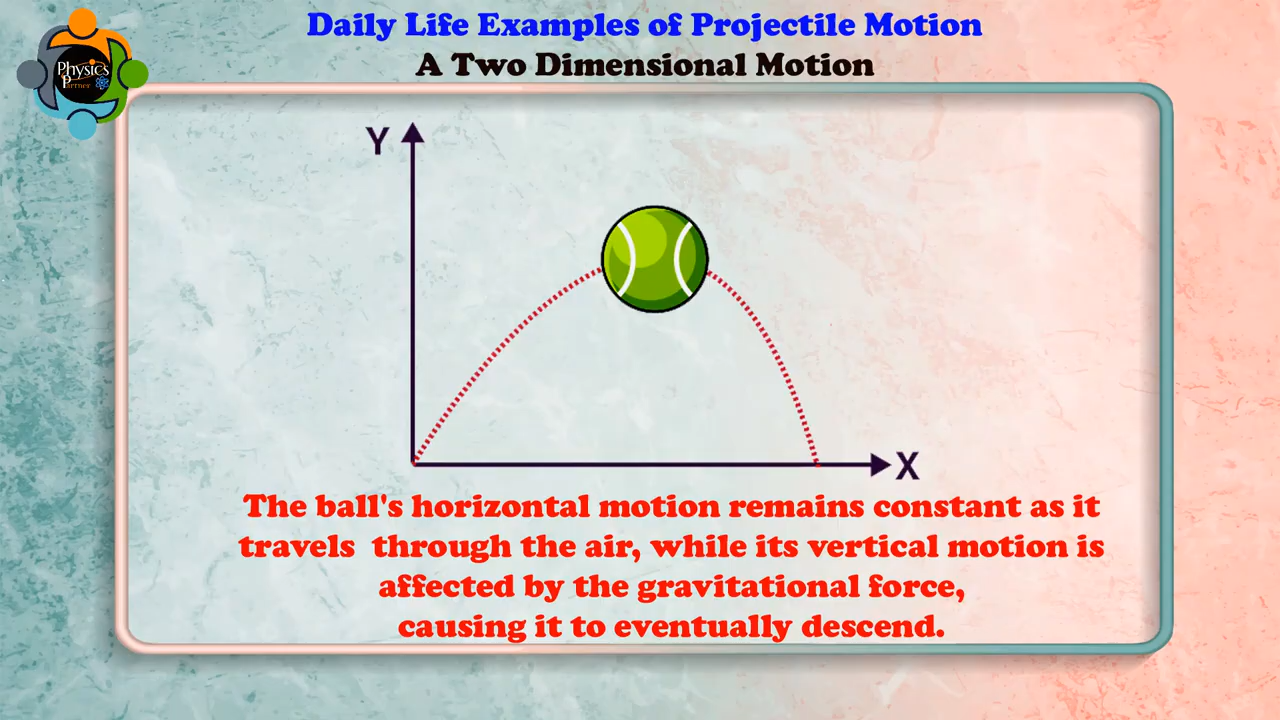 Daily Life Examples of Projectile Motion
A Two Dimensional Motion
Physics
Partner
Y
X
The ball's horizontal motion remains constant as it
travels through the air, while its vertical motion is
affected by the gravitational force,
causing it to eventually descend.